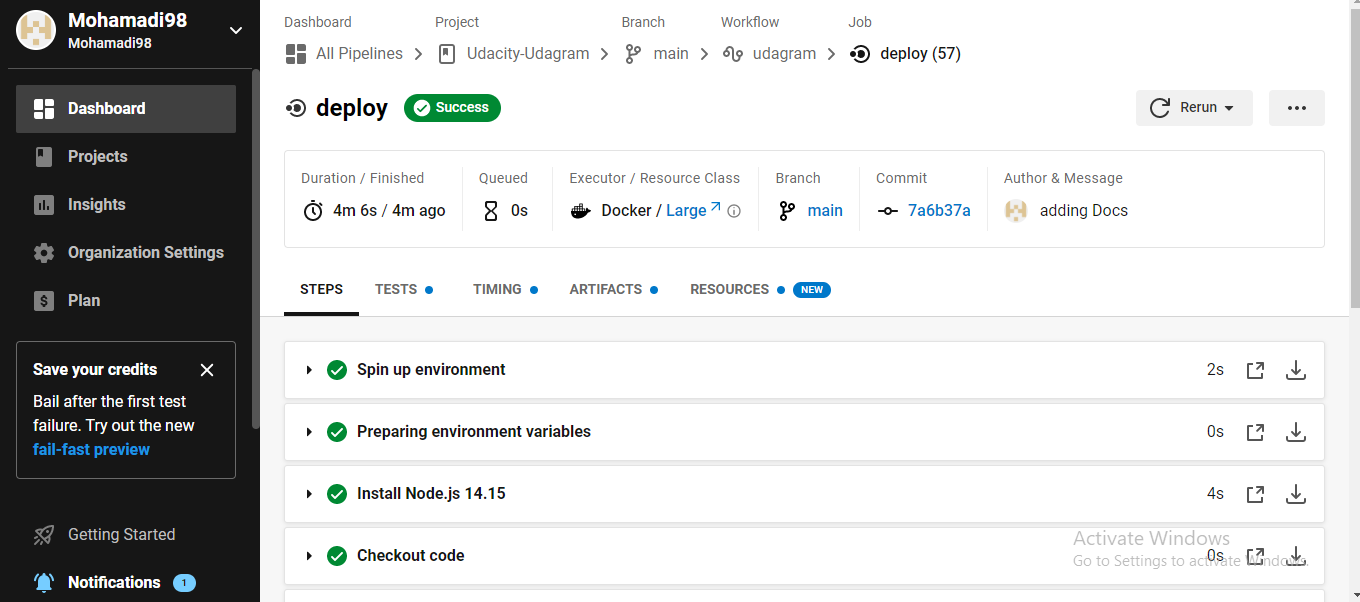 Mohamadi98
Mohamadi98
Dashboard
Projects
Insights
Organization Settings
Plan
Save your credits
Bail after the first test
failure. Try out the new
fail-fast preview
Getting Started
Notifications 1
Dashboard Project Branch Workflow Job
All Pipelines Udacity-Udagram main udagram deploy (57)
deploy Success Rerun
Duration / Finished Queued Executor / Resource Class Branch Commit Author & Message
4m 6s / 4m ago 0s Docker / Large main 7a6b37a adding Docs
STEPS TESTS TIMING ARTIFACTS RESOURCES NEW
Spin up environment 2s
Preparing environment variables 0s
Install Node.js 14.15 4s
Activate Windows
Checkout code 0s
Go to Settings to activate Windows.